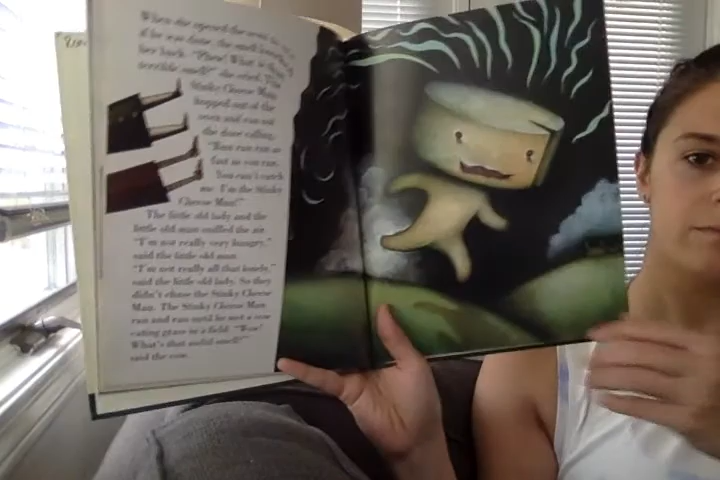 When she opened the oven to
if he was done, the smell
her back. "Phew! What is
terrible smell?" she cried. The
Stinky Cheese Man
hopped out of the
oven and ran out
the door calling,
"Run run run as
fast as you can.
You can't catch
me. I'm the Stinky
Cheese Man!"
The little old lady and the
little old man sniffed the air.
"I'm not really very hungry,"
said the little old man.
"I'm not really all that lonely,"
said the little old lady. So they
didn't chase the Stinky Cheese
Man. The Stinky Cheese Man
ran and ran until he met a cow
eating grass in a field. "Wow!
What's that awful smell?"
said the cow.